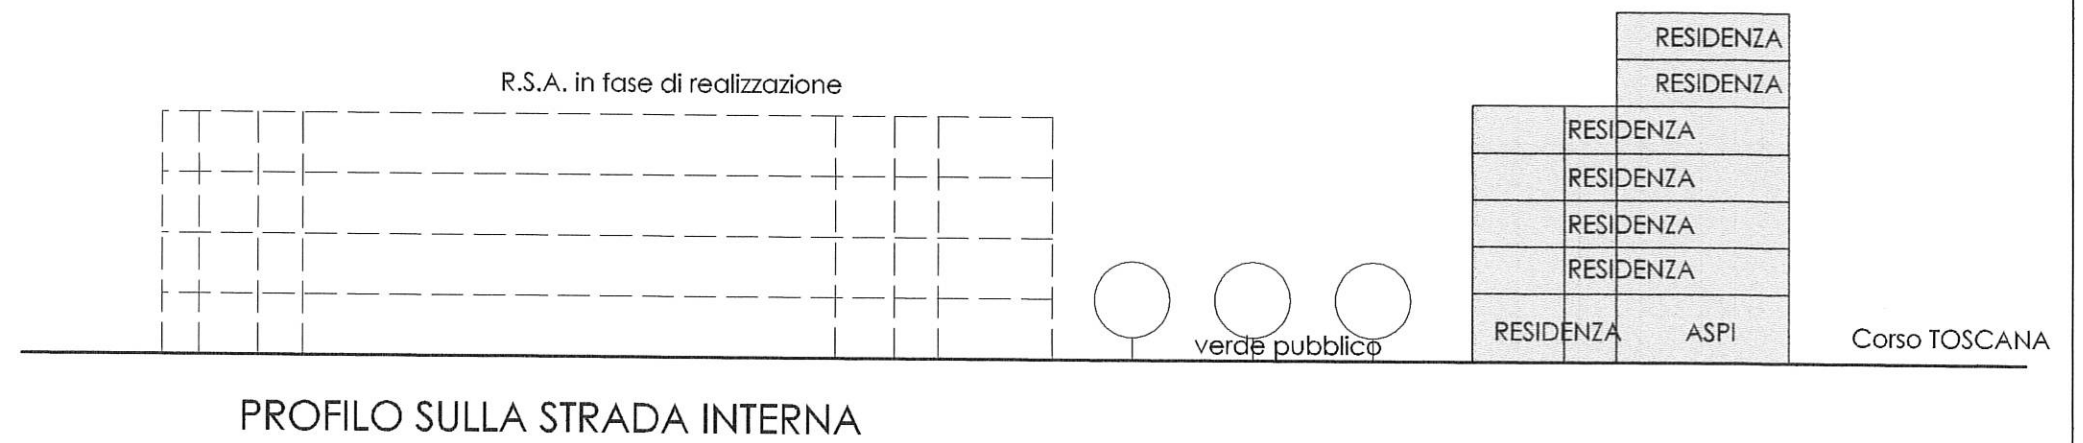 RESIDENZA
RESIDENZA
R.S.A. in fase di realizzazione
RESIDENZA
RESIDENZA
RESIDENZA
RESIDENZA
RESIDENZA ASPI
verde pubblico
Corso TOSCANA
PROFILO SULLA STRADA INTERNA